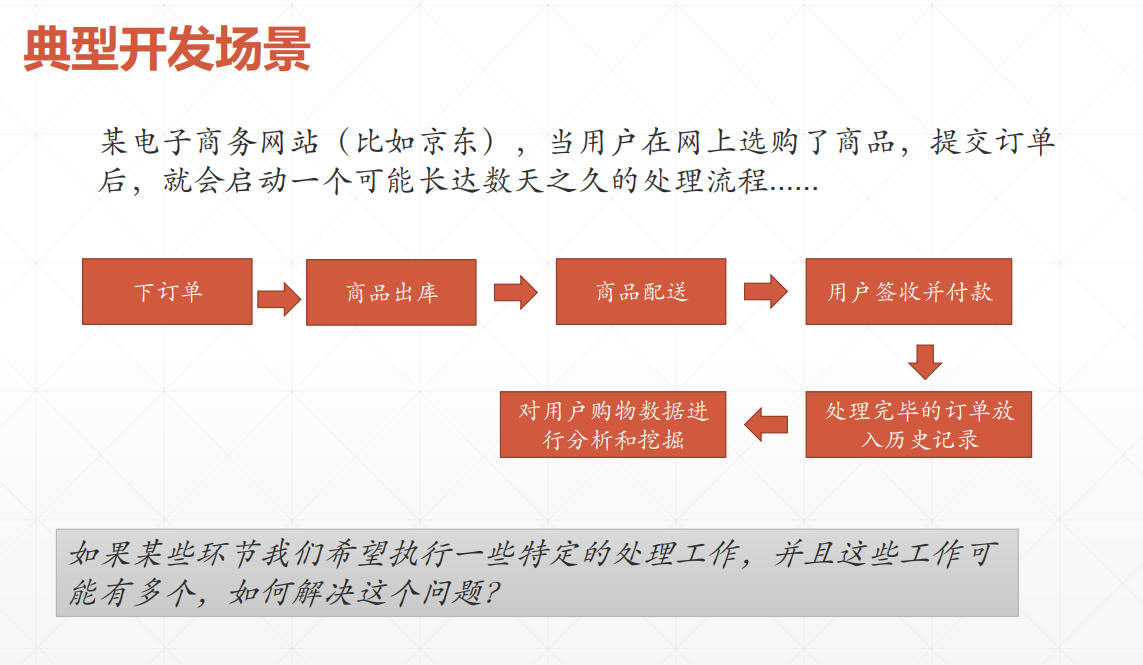 典型开发场景
某电子商务网站（比如京东），当用户在网上选购了商品，提交订单
后，就会启动一个可能长达数天之久的处理流程......
下订单
商品出库
商品配送
用户签收并付款
处理完毕的订单放
入历史记录
对用户购物数据进
行分析和挖掘
如果某些环节我们希望执行一些特定的处理工作，并且这些工作可
能有多个，如何解决这个问题？